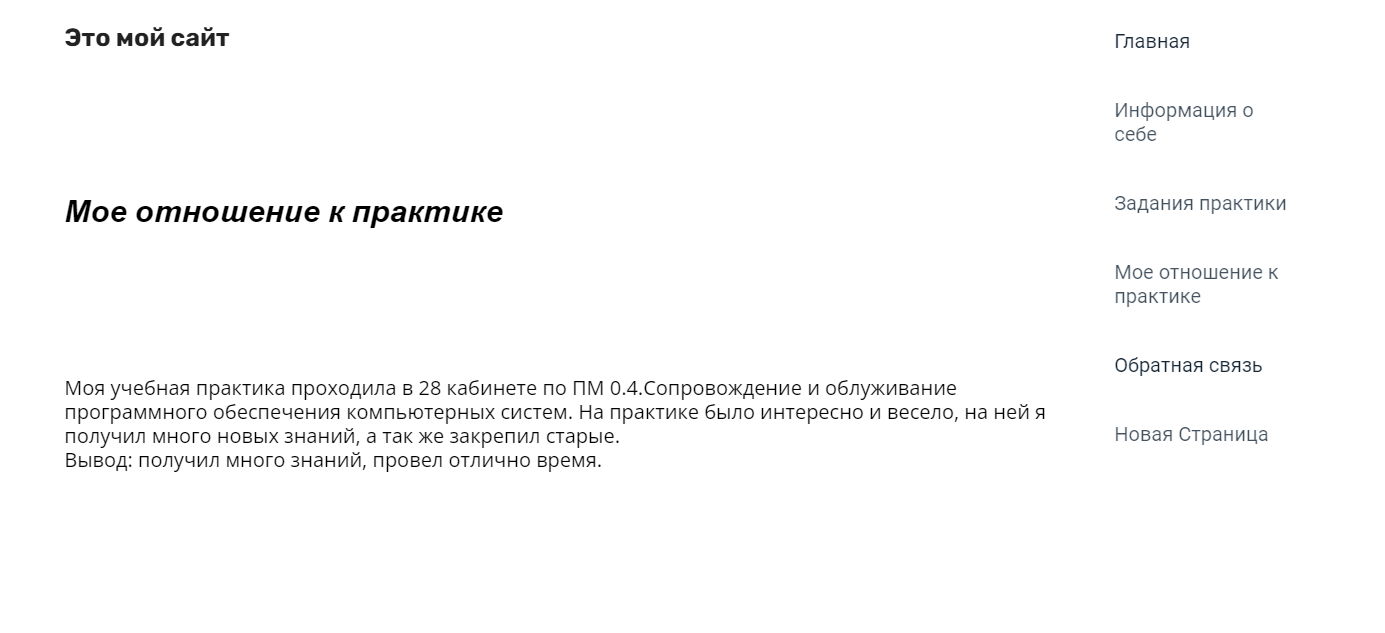 Это мой сайт
Главная
Информация о
себе
Задания практики
Мое отношение к
практике
Обратная связь
Новая Страница
Мое отношение к практике
Моя учебная практика проходила в 28 кабинете по ПМ 0.4.Сопровождение и облуживание
программного обеспечения компьютерных систем. На практике было интересно и весело, на ней я
получил много новых знаний, а так же закрепил старые.
Вывод: получил много знаний, провел отлично время.